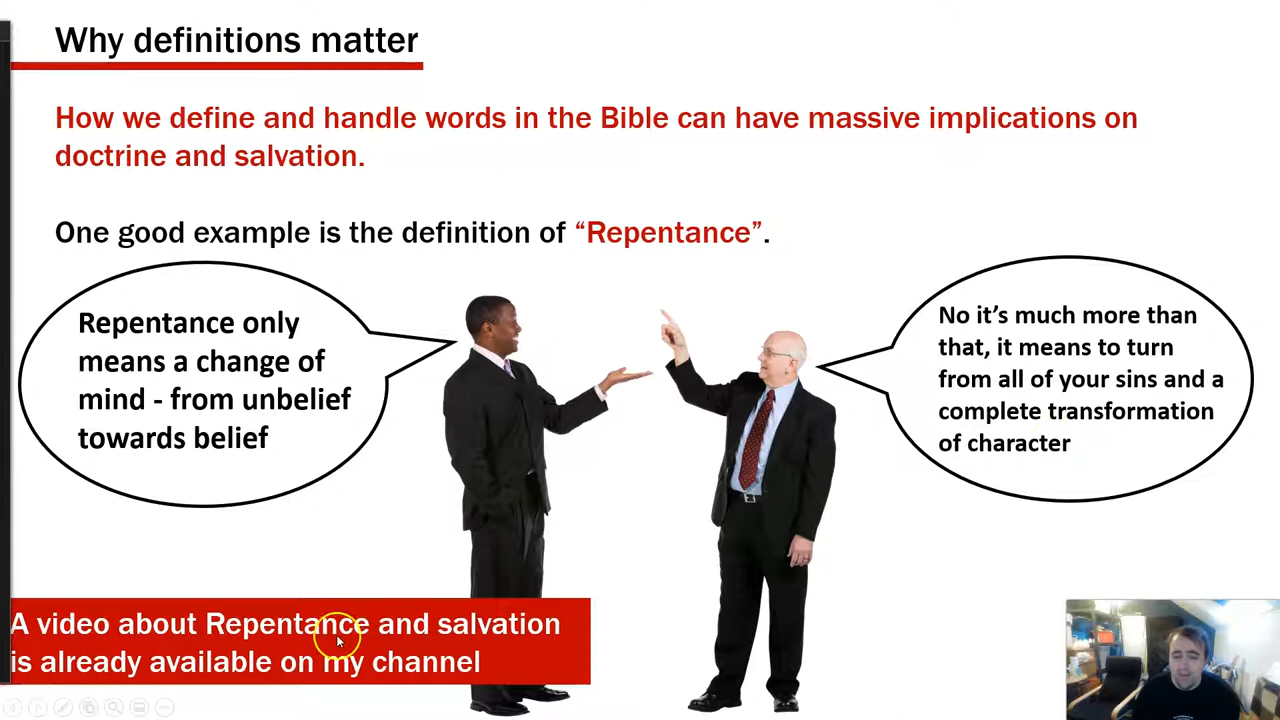 Why definitions matter
How we define and handle words in the Bible can have massive implications on
doctrine and salvation.
One good example is the definition of “Repentance”.
Repentance only
means a change of
mind - from unbelief
towards belief
No it’s much more than
that, it means to turn
from all of your sins and a
complete transformation
of character
A video about Repentance and salvation
is already available on my channel